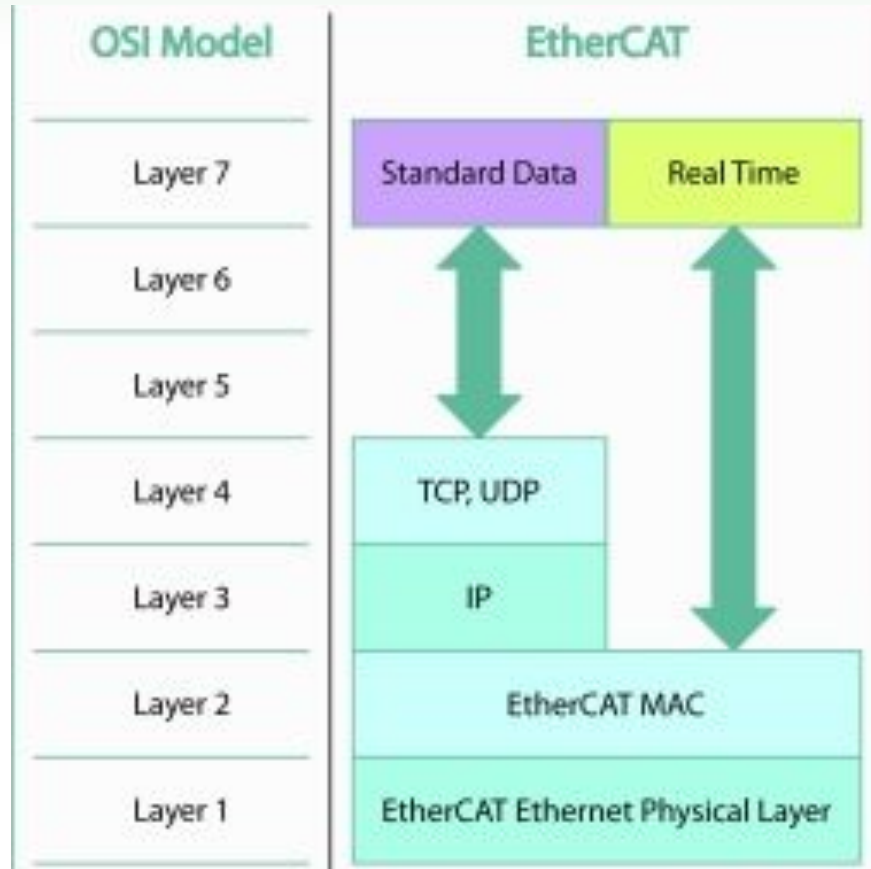 OSI Model EtherCAT
Layer 7 Standard Data Real Time
Layer 6
Layer 5
Layer 4 TCP, UDP
Layer 3 IP
Layer 2 EtherCAT MAC
Layer 1 EtherCAT Ethernet Physical Layer